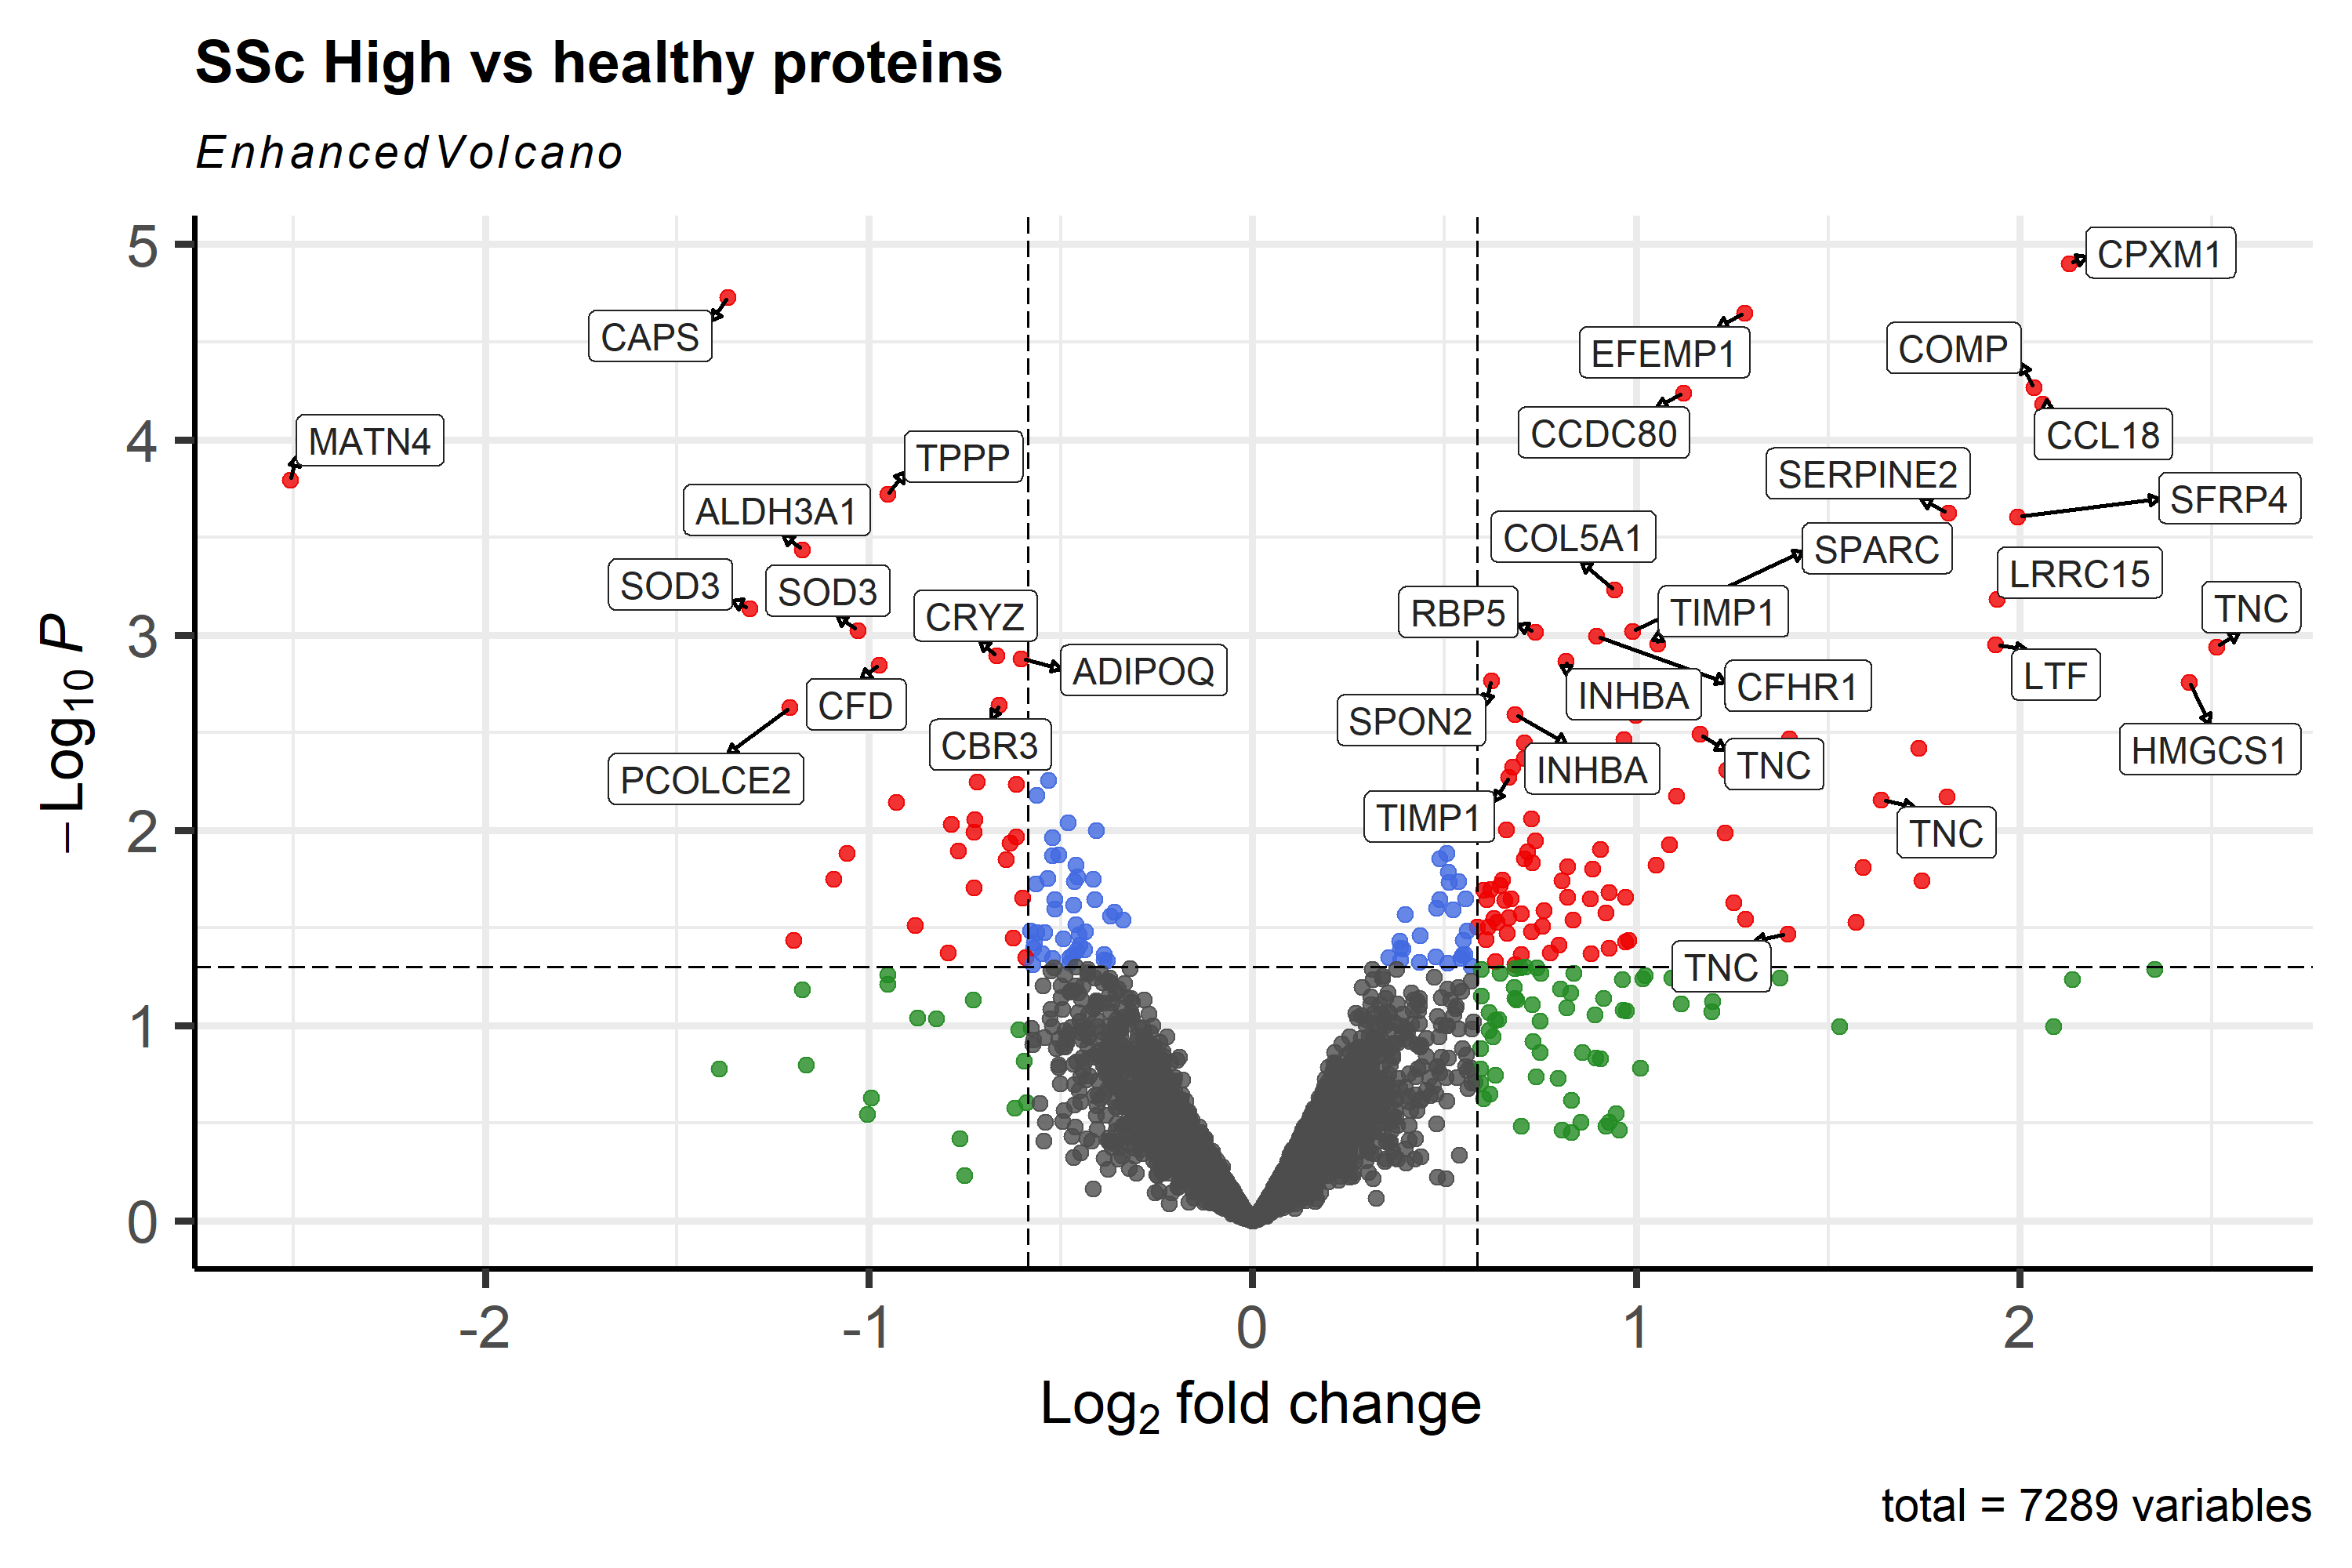 SSc High vs healthy proteins
EnhancedVolcano
−Log10 P
5
4
3
2
1
0
CPXM1
CAPS
EFEMP1
COMP
CCDC80
CCL18
MATN4
TPPP
SERPINE2
SFRP4
ALDH3A1
COL5A1
SPARC
LRRC15
SOD3
SOD3
CRYZ
RBP5
TIMP1
TNC
ADIPOQ
LTF
CFD
INHBA
CFHR1
SPON2
CBR3
HMGCS1
PCOLCE2
INHBA
TNC
TIMP1
TNC
TNC
-2
-1
0
1
2
Log2 fold change
total = 7289 variables